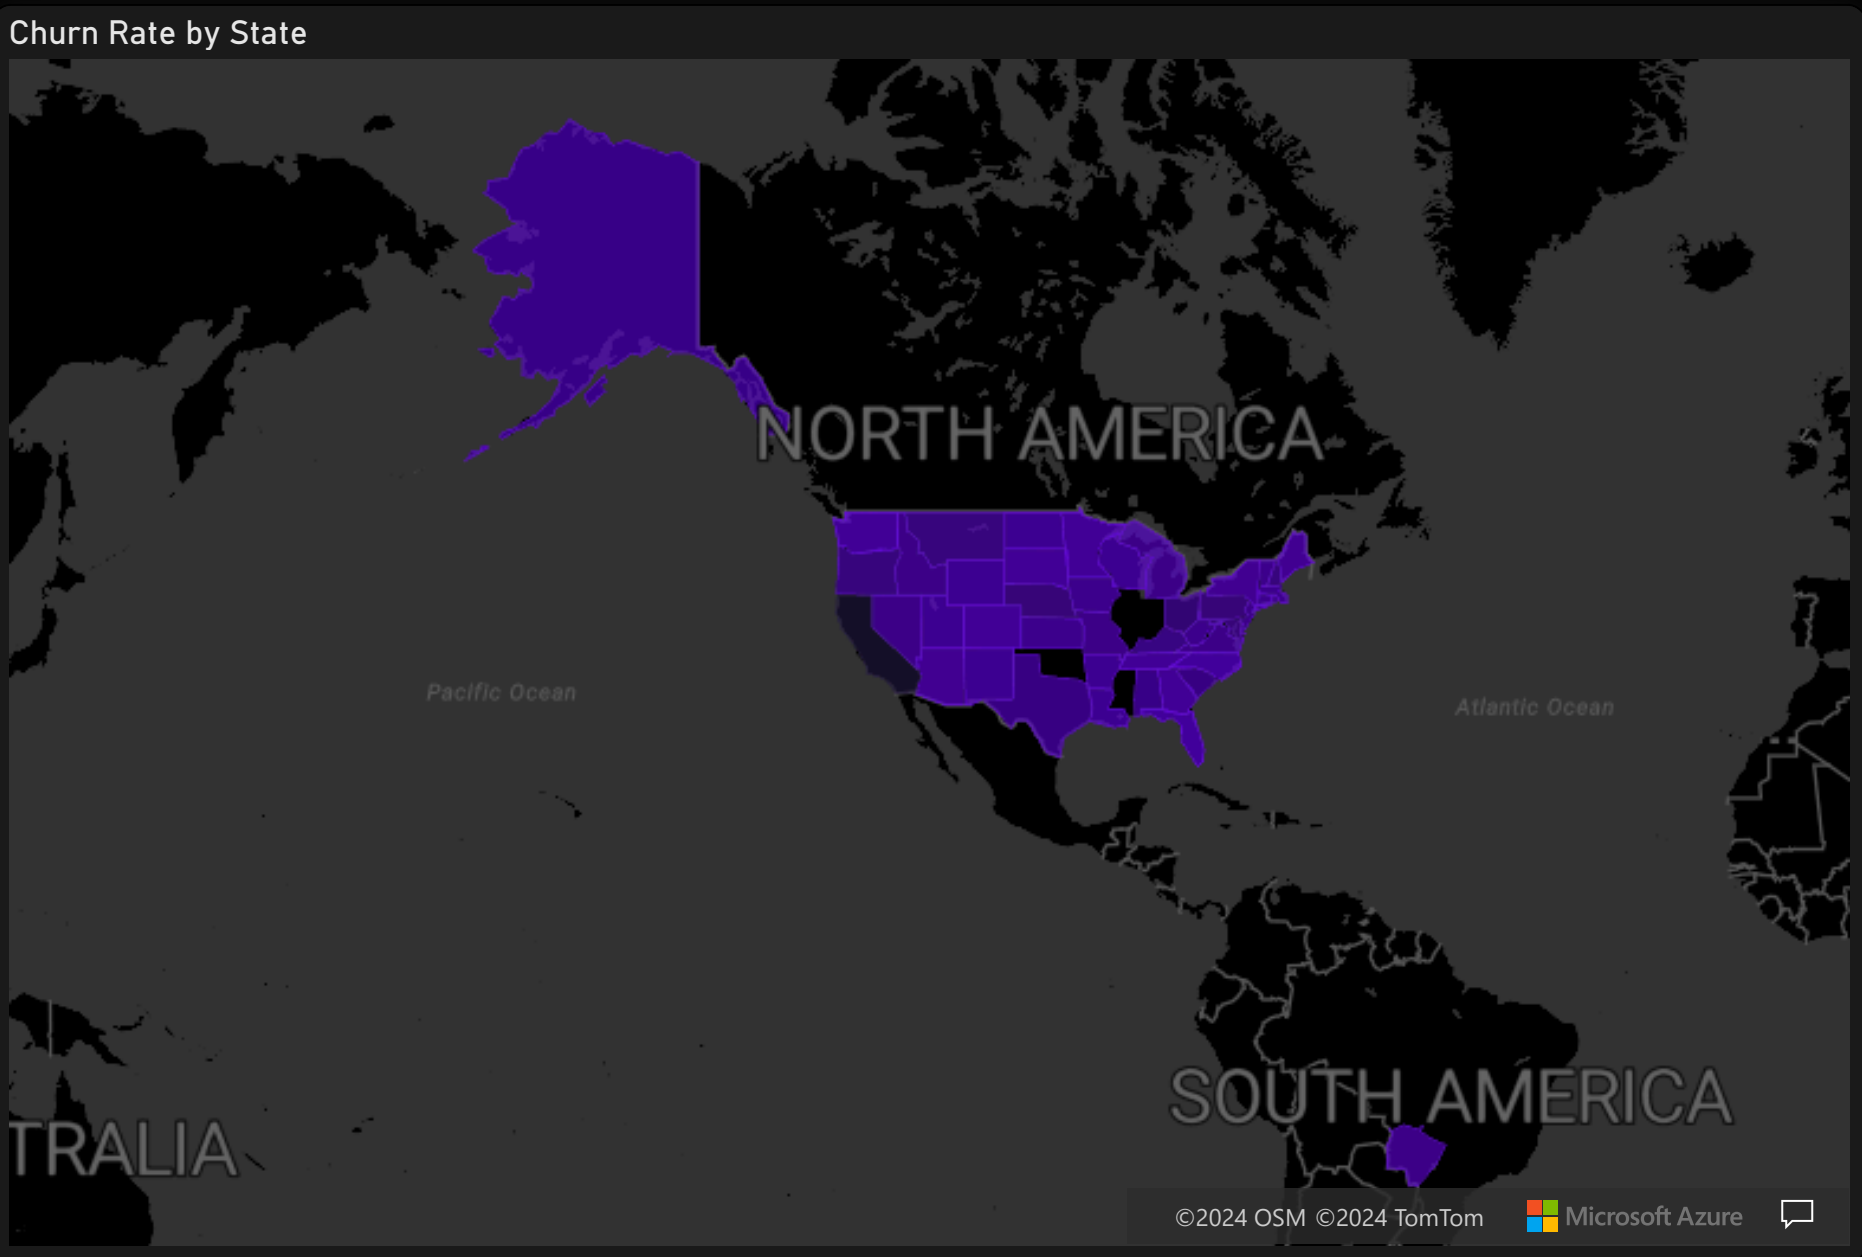 Churn Rate by State
NORTH AMERICA
Pacific Ocean
Atlantic Ocean
SOUTH AMERICA
TRALIA
©2024 OSM ©2024 TomTom
Microsoft Azure